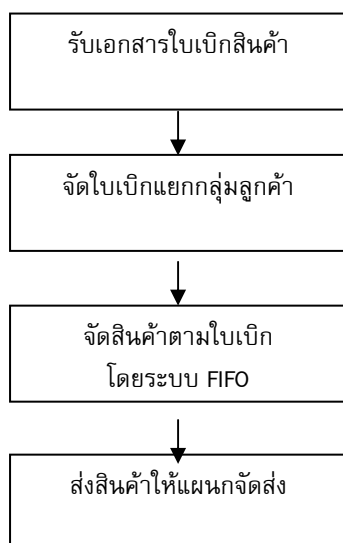 รับเอกสารใบเบิกสินค้า
จัดใบเบิกแยกกลุ่มลูกค้า
จัดสินค้าตามใบเบิก
โดยระบบ FIFO
ส่งสินค้าให้แผนกจัดส่ง